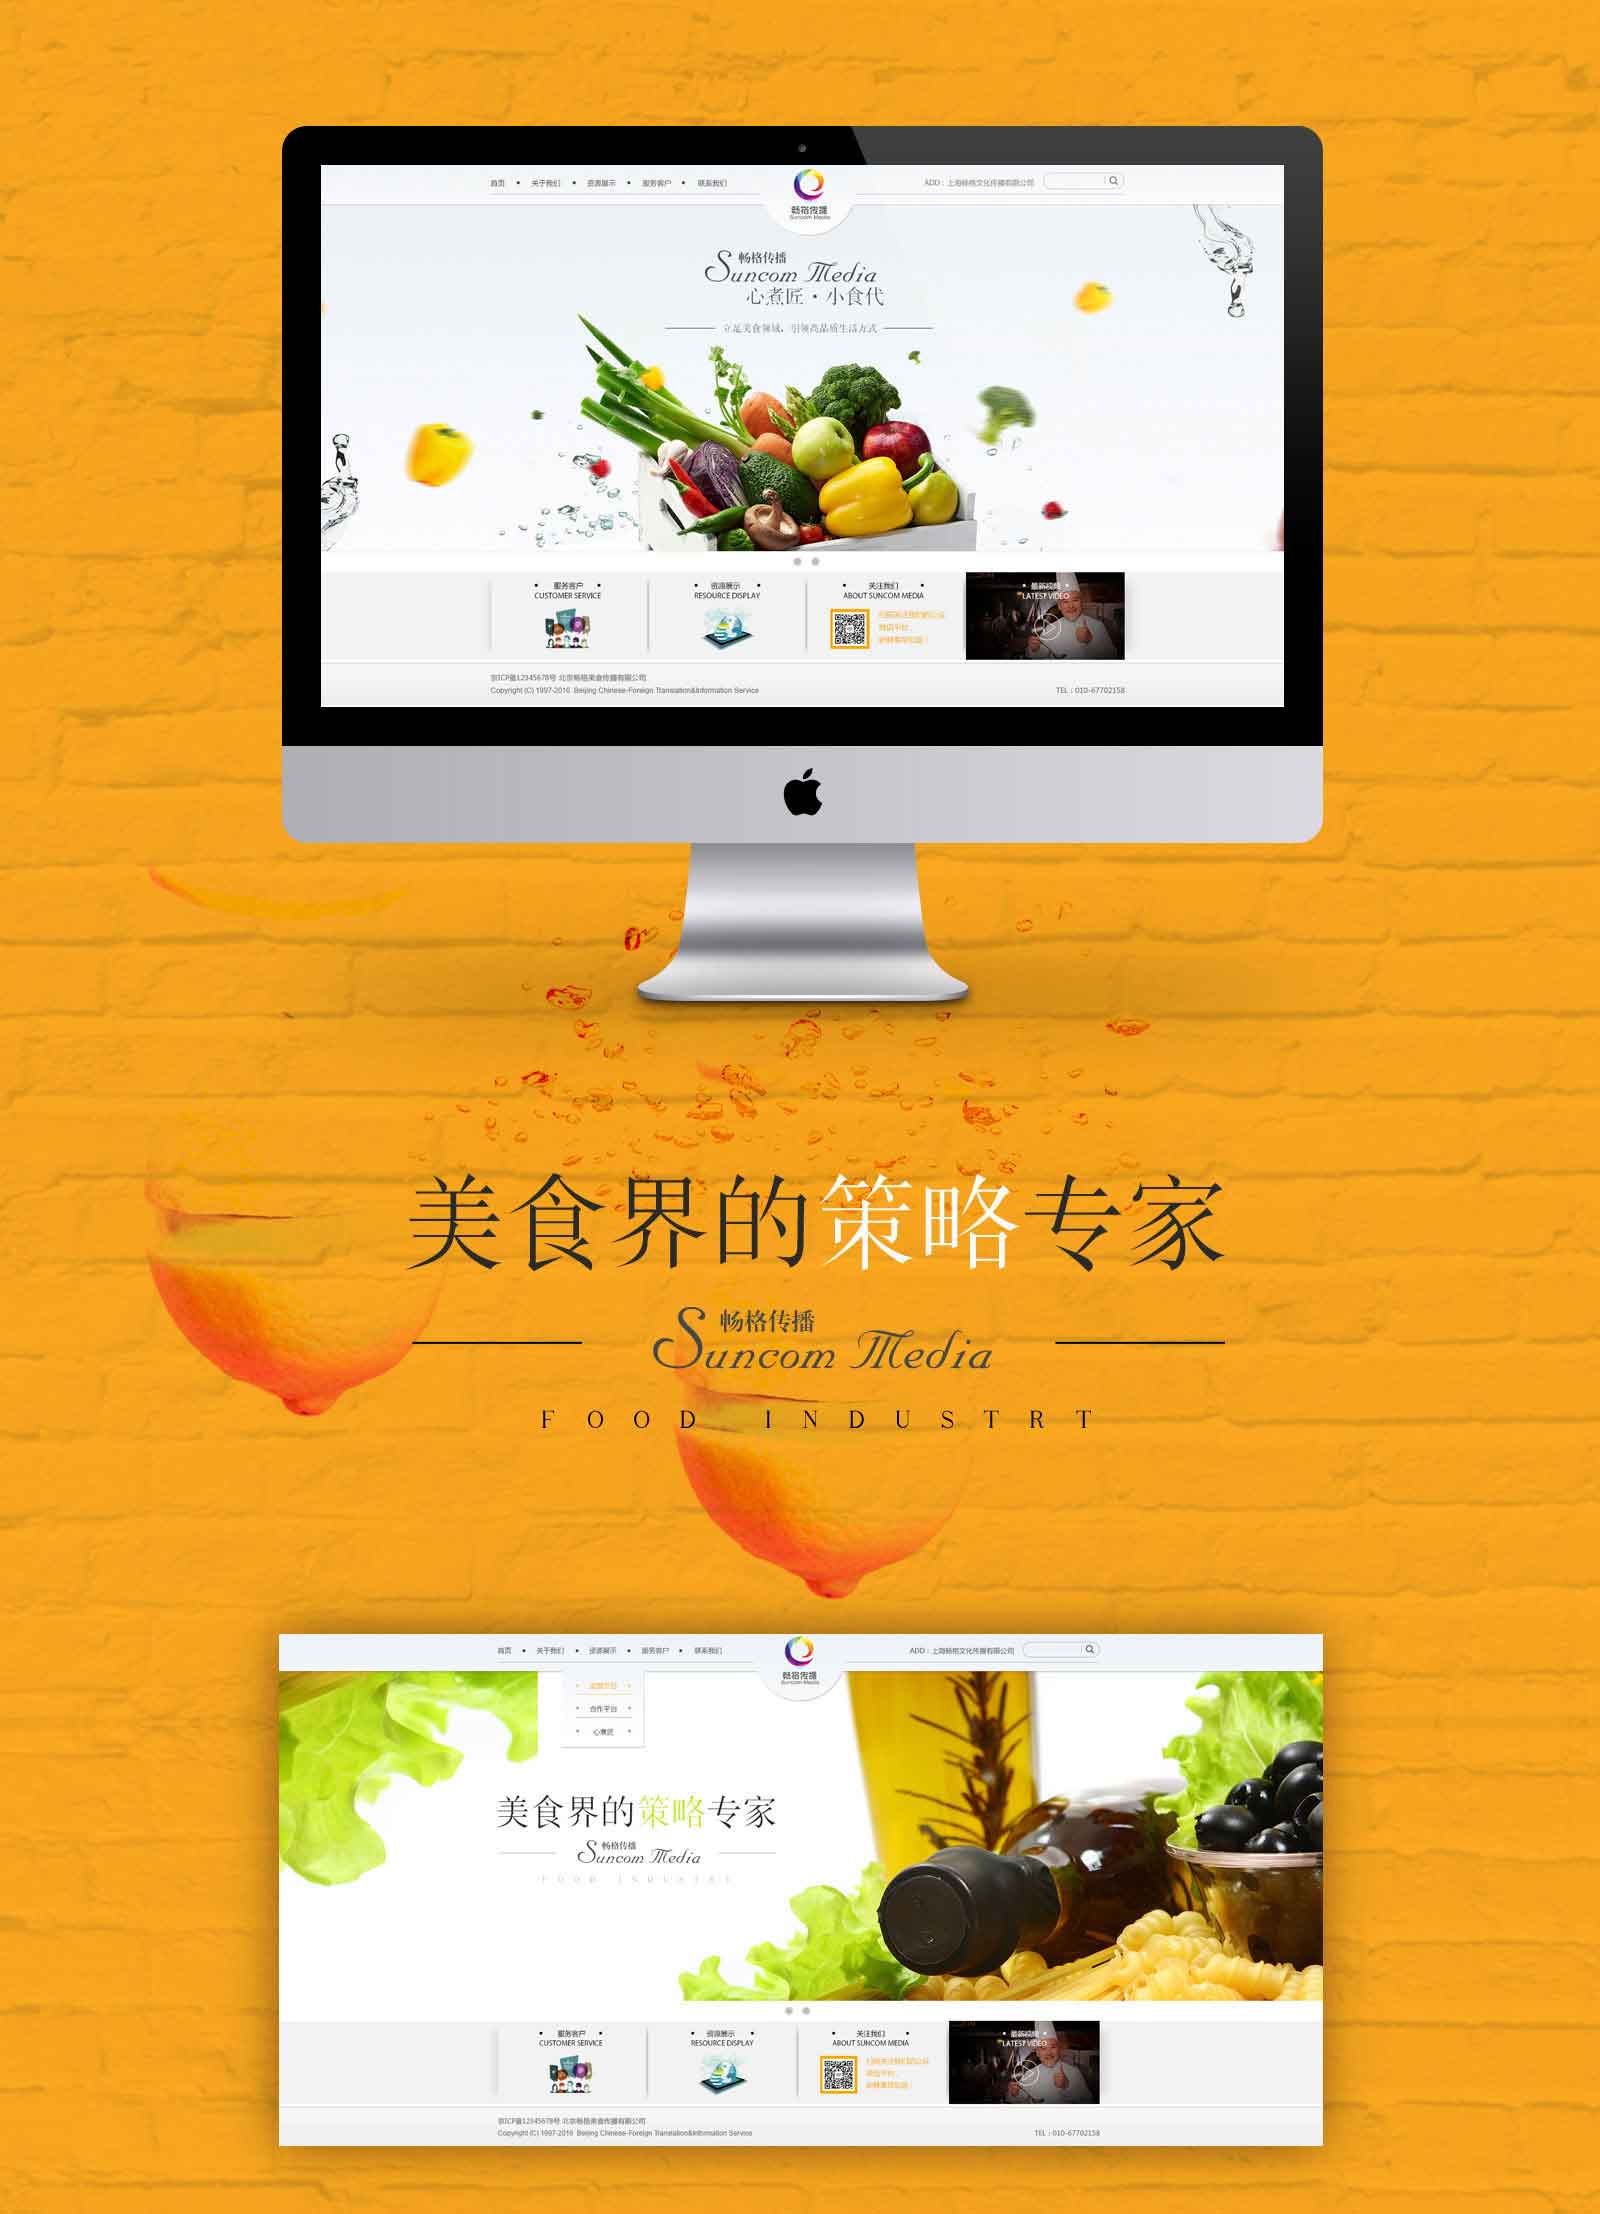 首页 • 关于我们 • 资源展示 • 服务客户 • 联系我们
畅格传播
Suncom Media
ADD：上海畅格文化传播有限公司
畅格传播
Suncom Media
心煮匠·小食代
立足美食领域，引领高品质生活方式
• 服务客户 •
CUSTOMER SERVICE
• 资源展示 •
RESOURCE DISPLAY
• 关注我们 •
ABOUT SUNCOM MEDIA
• 最新视频 •
LATEST VIDEO
京ICP备12345678号 北京畅格美食传播有限公司
Copyright (C) 1997-2016 Beijing Chinese-Foreign Translation&Information Service
TEL：010-67702158
美食界的策略专家
畅格传播
Suncom Media
FOOD INDUSTRT
首页 • 关于我们 • 资源展示 • 服务客户 • 联系我们
畅格传播
Suncom Media
ADD：上海畅格文化传播有限公司
• 合作平台 •
• 心煮匠 •
美食界的策略专家
畅格传播
Suncom Media
FOOD INDUSTRT
• 服务客户 •
CUSTOMER SERVICE
• 资源展示 •
RESOURCE DISPLAY
• 关注我们 •
ABOUT SUNCOM MEDIA
• 最新视频 •
LATEST VIDEO
京ICP备12345678号 北京畅格美食传播有限公司
Copyright (C) 1997-2016 Beijing Chinese-Foreign Translation&Information Service
TEL：010-67702158